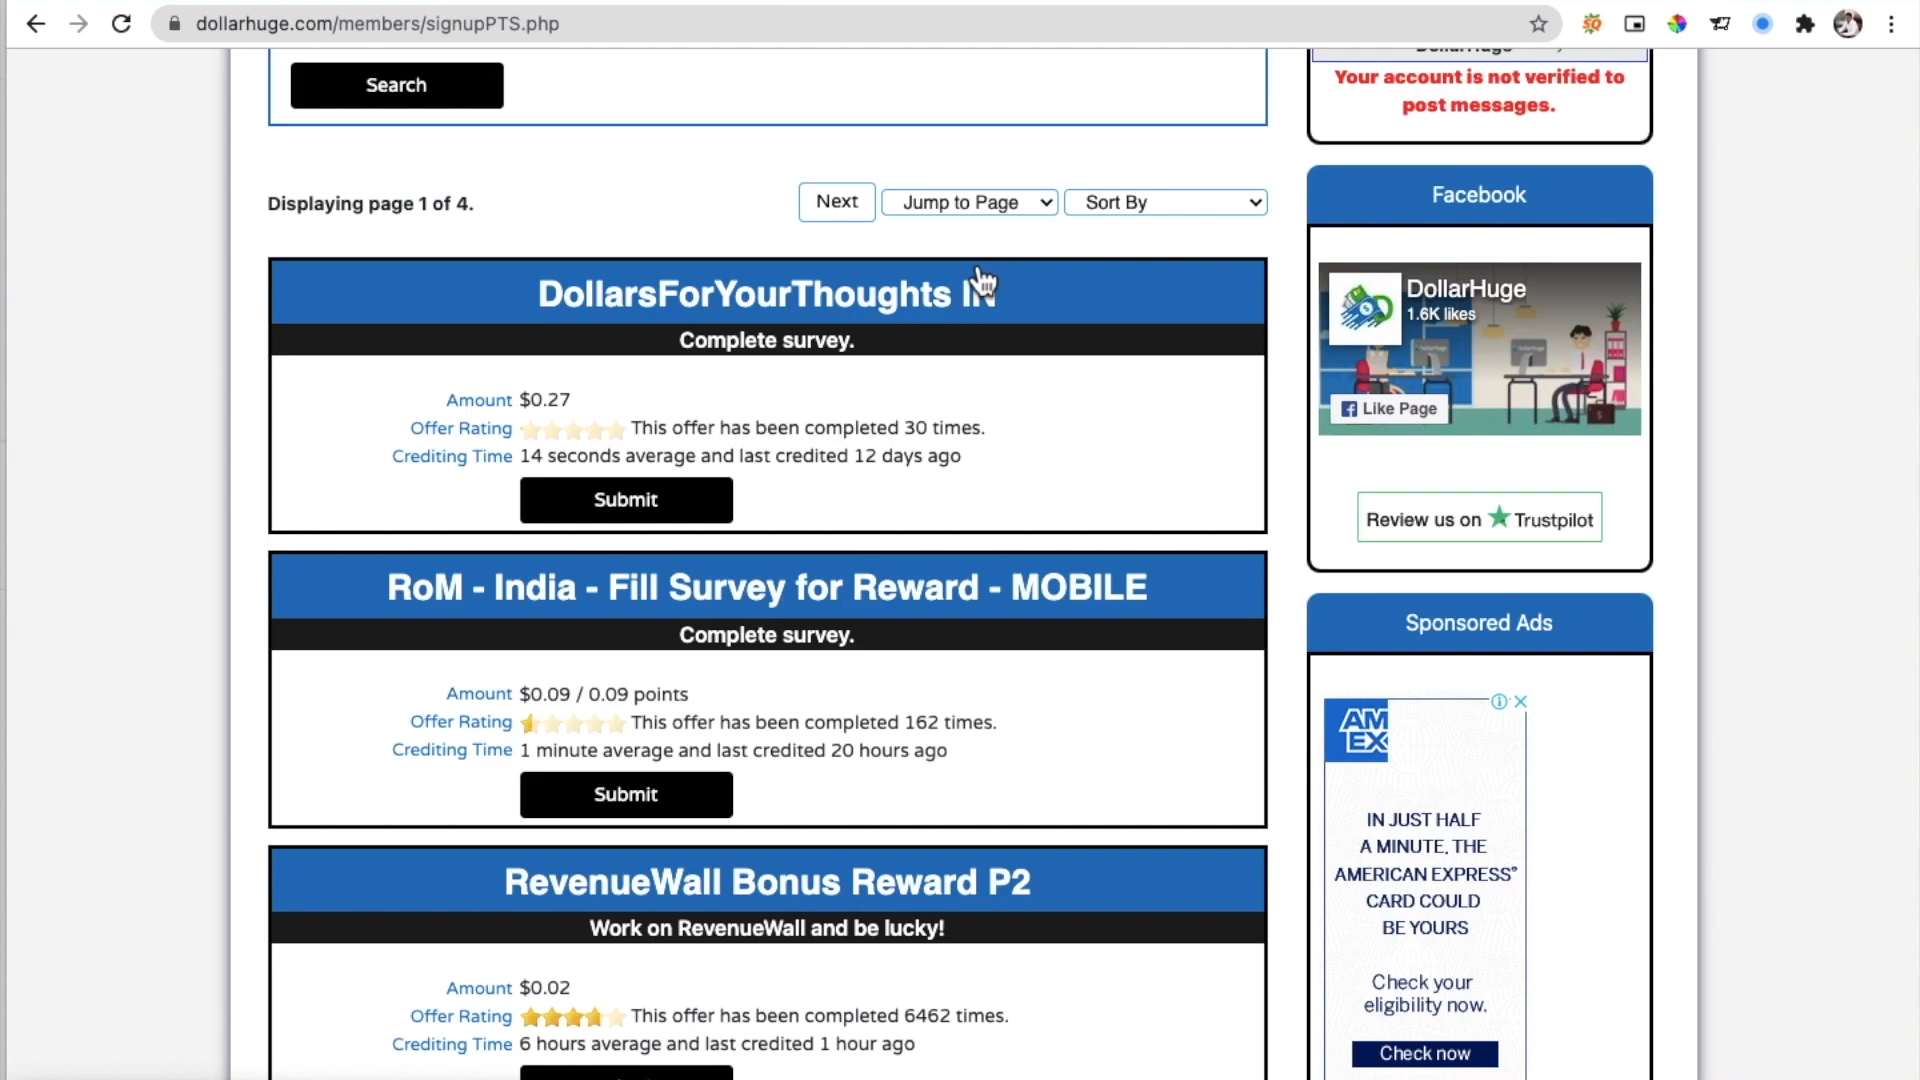 dollarhuge.com/members/signupPTS.php
Search
Displaying page 1 of 4.
Next
Jump to Page
Sort By
DollarsForYourThoughts IN
Complete survey.
Amount $0.27
Offer Rating This offer has been completed 30 times.
Crediting Time 14 seconds average and last credited 12 days ago
Submit
RoM - India - Fill Survey for Reward - MOBILE
Complete survey.
Amount $0.09 / 0.09 points
Offer Rating This offer has been completed 162 times.
Crediting Time 1 minute average and last credited 20 hours ago
Submit
RevenueWall Bonus Reward P2
Work on RevenueWall and be lucky!
Amount $0.02
Offer Rating This offer has been completed 6462 times.
Crediting Time 6 hours average and last credited 1 hour ago
Your account is not verified to
post messages.
Facebook
DollarHuge
1.6K likes
Like Page
Review us on Trustpilot
Sponsored Ads
AM
EX
IN JUST HALF
A MINUTE, THE
AMERICAN EXPRESS®
CARD COULD
BE YOURS
Check your
eligibility now.
Check now